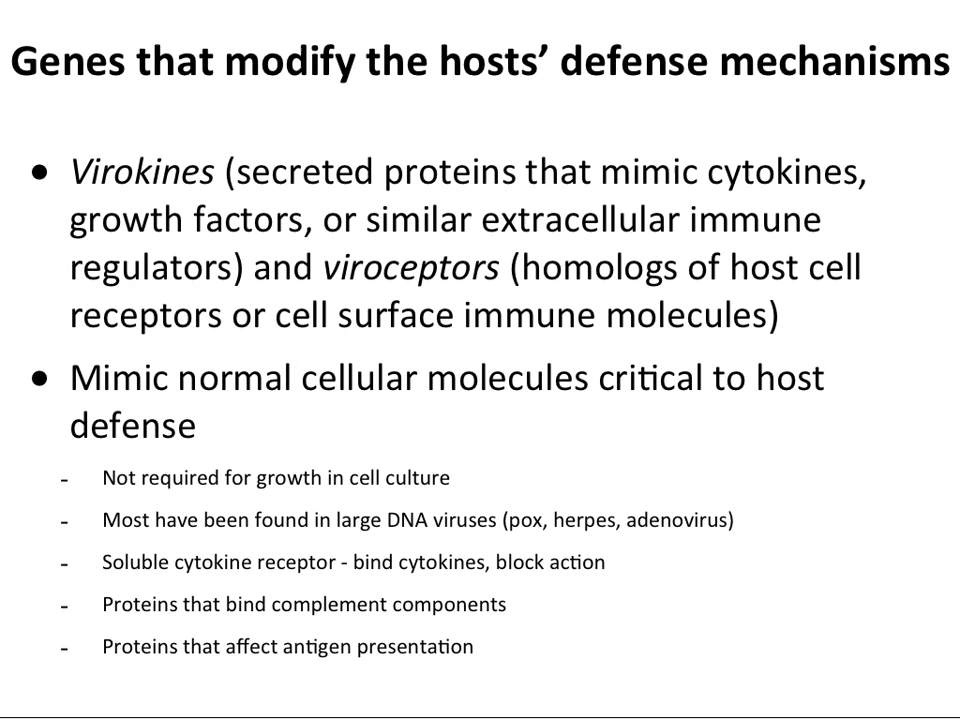 Genes that modify the hosts’ defense mechanisms
• Virokines (secreted proteins that mimic cytokines,
growth factors, or similar extracellular immune
regulators) and viroceptors (homologs of host cell
receptors or cell surface immune molecules)
• Mimic normal cellular molecules critical to host
defense
- Not required for growth in cell culture
- Most have been found in large DNA viruses (pox, herpes, adenovirus)
- Soluble cytokine receptor - bind cytokines, block action
- Proteins that bind complement components
- Proteins that affect antigen presentation